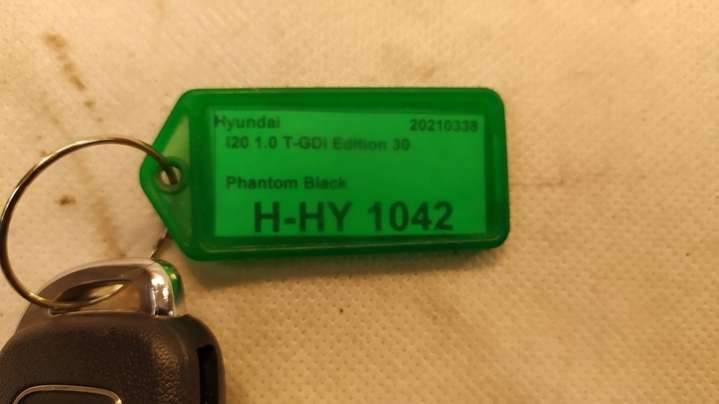 Hyundai 20210338
i20 1.0 T-GDI Edition 30
Phantom Black
H-HY 1042